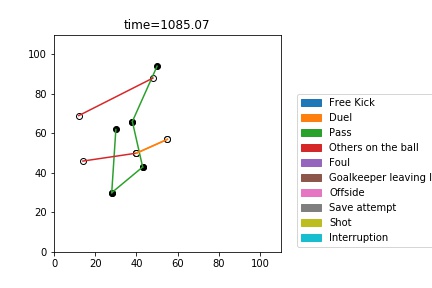 time=1085.07
100
80
60
40
20
0
0 20 40 60 80 100
Free Kick
Duel
Pass
Others on the ball
Foul
Goalkeeper leaving l
Offside
Save attempt
Shot
Interruption